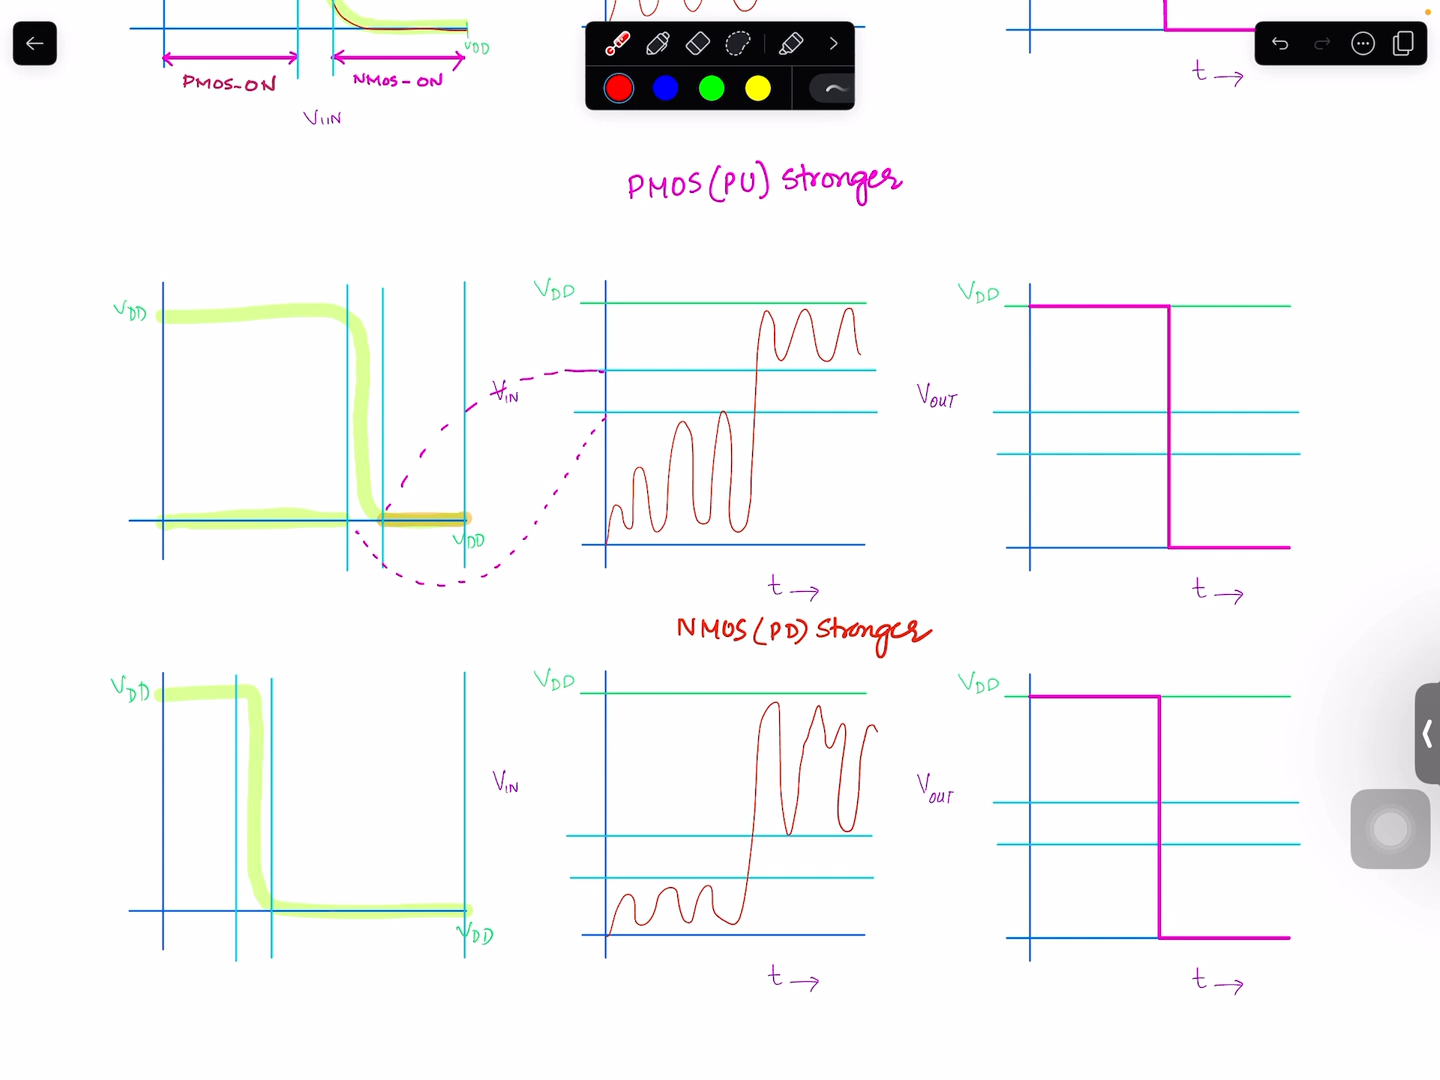 VDD
PMOS-ON
NMOS-ON
t
VIIN
PMOS(PU) stronger
VDD
VDD
VDD
VIN
VOUT
VDD
t
t
NMOS(PD) stronger
VDD
VDD
VDD
VIN
VOUT
VDD
t
t